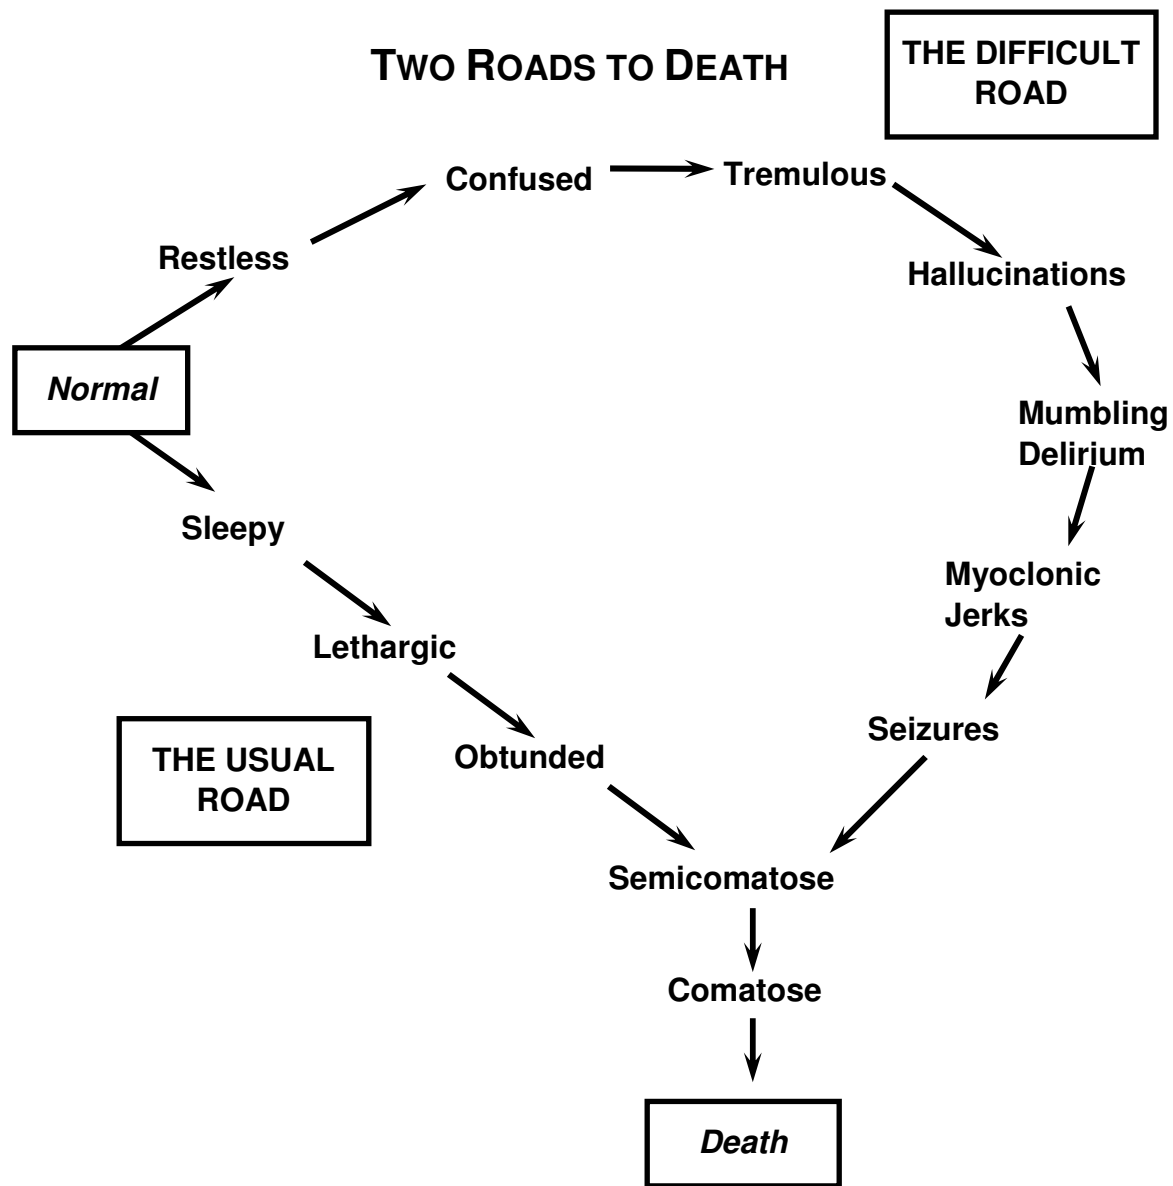 TWO ROADS TO DEATH
THE DIFFICULT
ROAD
Confused
Tremulous
Restless
Hallucinations
Normal
Mumbling
Delirium
Sleepy
Myoclonic
Jerks
Lethargic
Seizures
THE USUAL
ROAD
Obtunded
Semicomatose
Comatose
Death